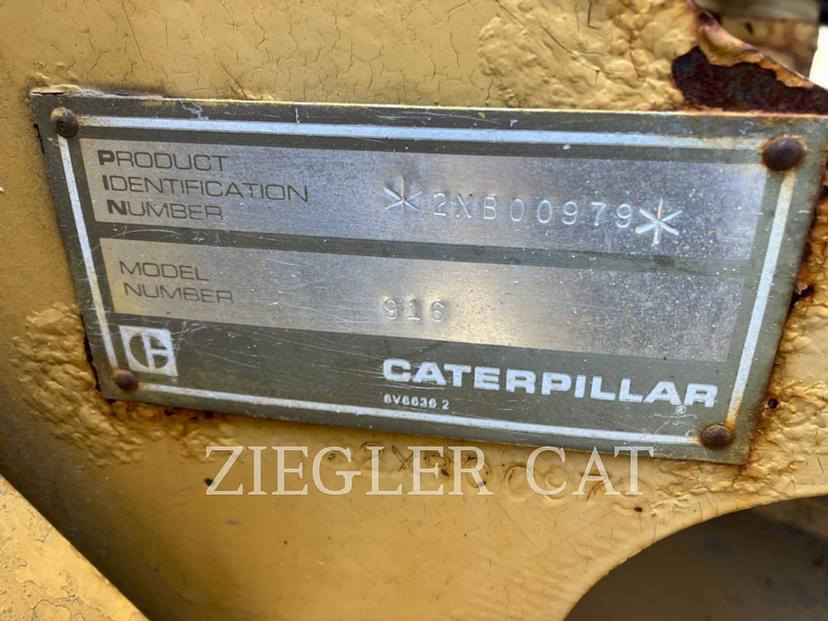 PRODUCT
IDENTIFICATION
NUMBER
*2XB00979*
MODEL
NUMBER
916
CATERPILLAR
6V6636 2
ZIEGLER CAT